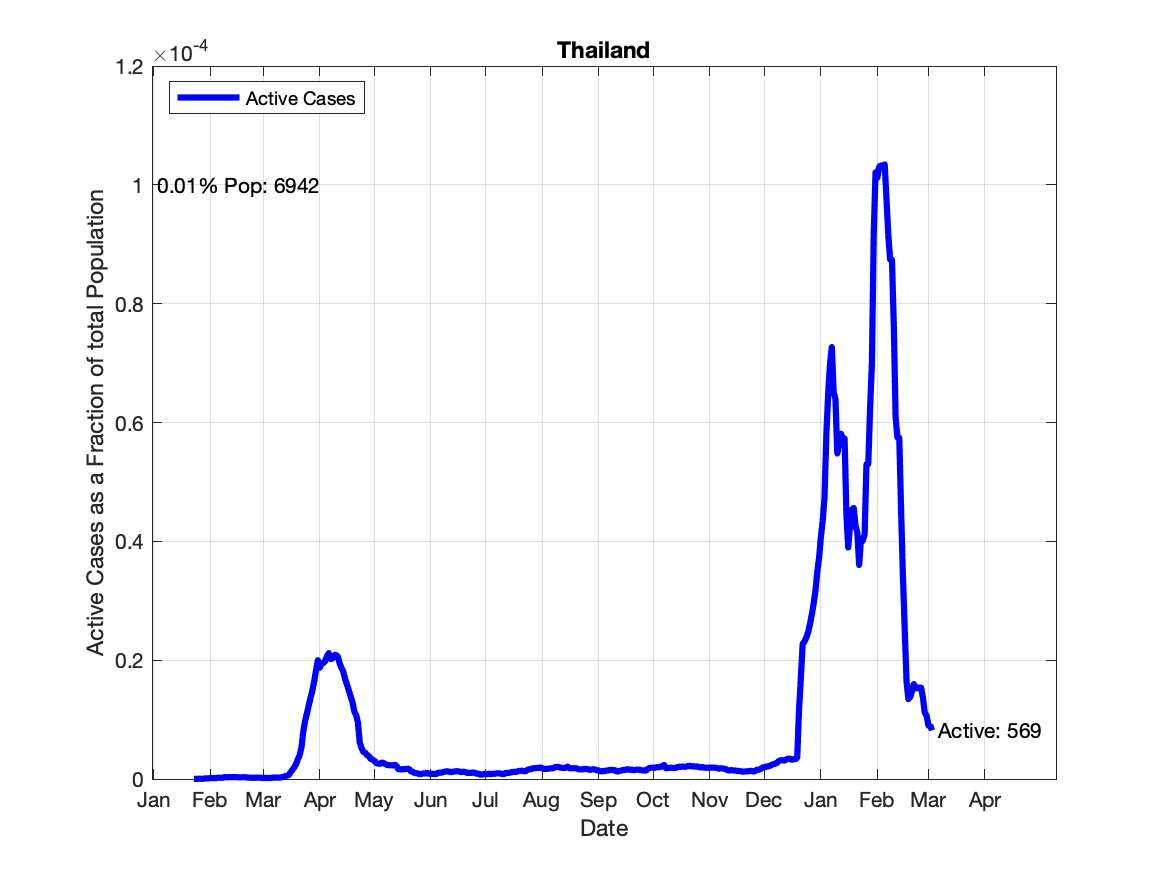 Thailand
×10-4
Active Cases
0.01% Pop: 6942
Active: 569
Active Cases as a Fraction of total Population
1.2
1
0.8
0.6
0.4
0.2
0
Jan Feb Mar Apr May Jun Jul Aug Sep Oct Nov Dec Jan Feb Mar Apr
Date